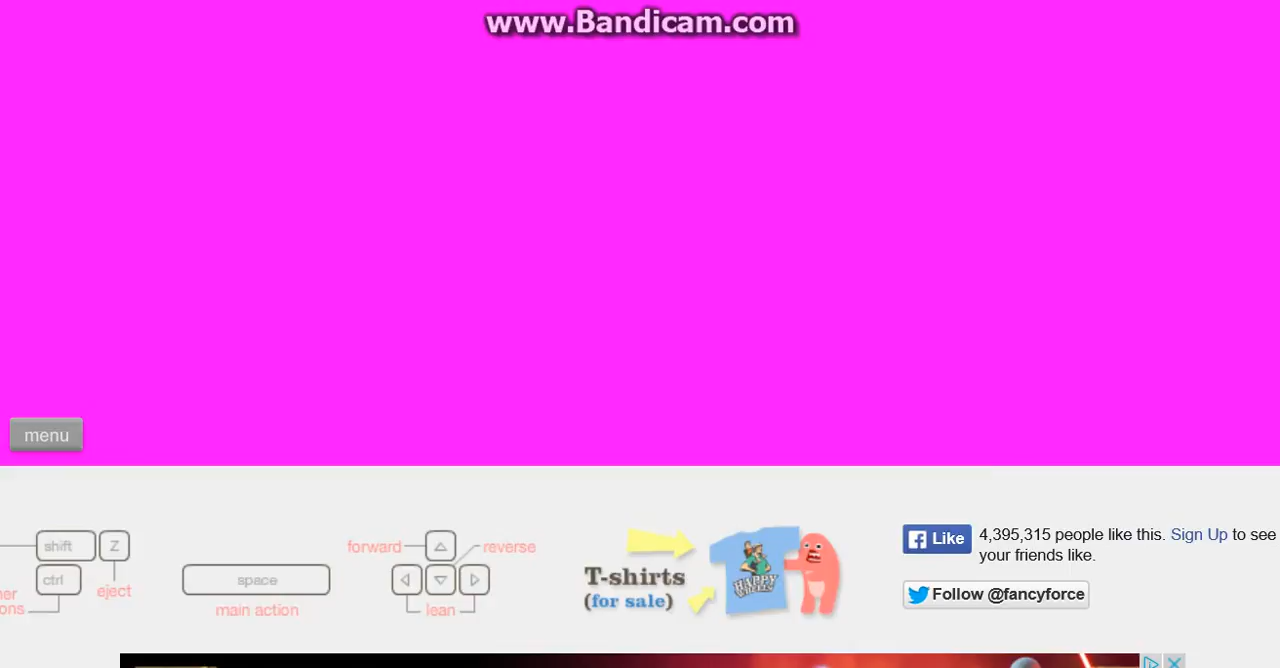 www.Bandicam.com
menu
shift
Z
ctrl
eject
space
main action
forward
reverse
lean
T-shirts
(for sale)
HAPPY
WHEELS
Like
4,395,315 people like this. Sign Up to see
your friends like.
Follow @fancyforce